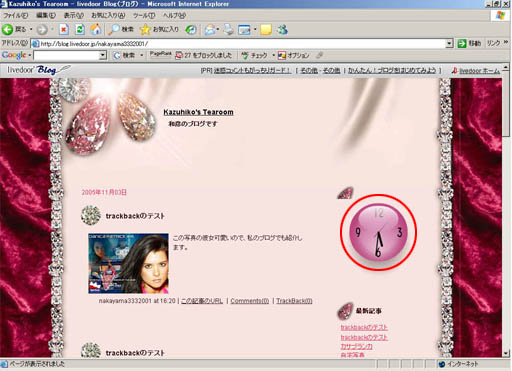 Kazuhiko's Tearoom - livedoor Blog(ブログ) - Microsoft Internet Explorer
ファイル(F) 編集(E) 表示(V) お気に入り(A) ツール(T) ヘルプ(H)
戻る 検索 お気に入り
アドレス(D) http://blog.livedoor.jp/nakayama3332001/ 移動 リンク »
Google 検索 PageRank 27 をブロックしました チェック オプション
livedoor Blog [PR] 迷惑コメントもがっちりガード! | その他 - その他 | かんたん!ブログをはじめてみよう) livedoor ホーム
Kazuhiko's Tearoom
和彦のブログです
2005年11月03日
trackbackのテスト
この写真の彼女可愛いので、私のブログでも紹介し
ます。
nakayama3332001 at 16:20 | この記事のURL | Comments(0) | TrackBack(0)
trackbackのテスト
12
9 3
6
最新記事
trackbackのテスト
trackbackのテスト
カサブランカ
自宅写真
ページが表示されました インターネット